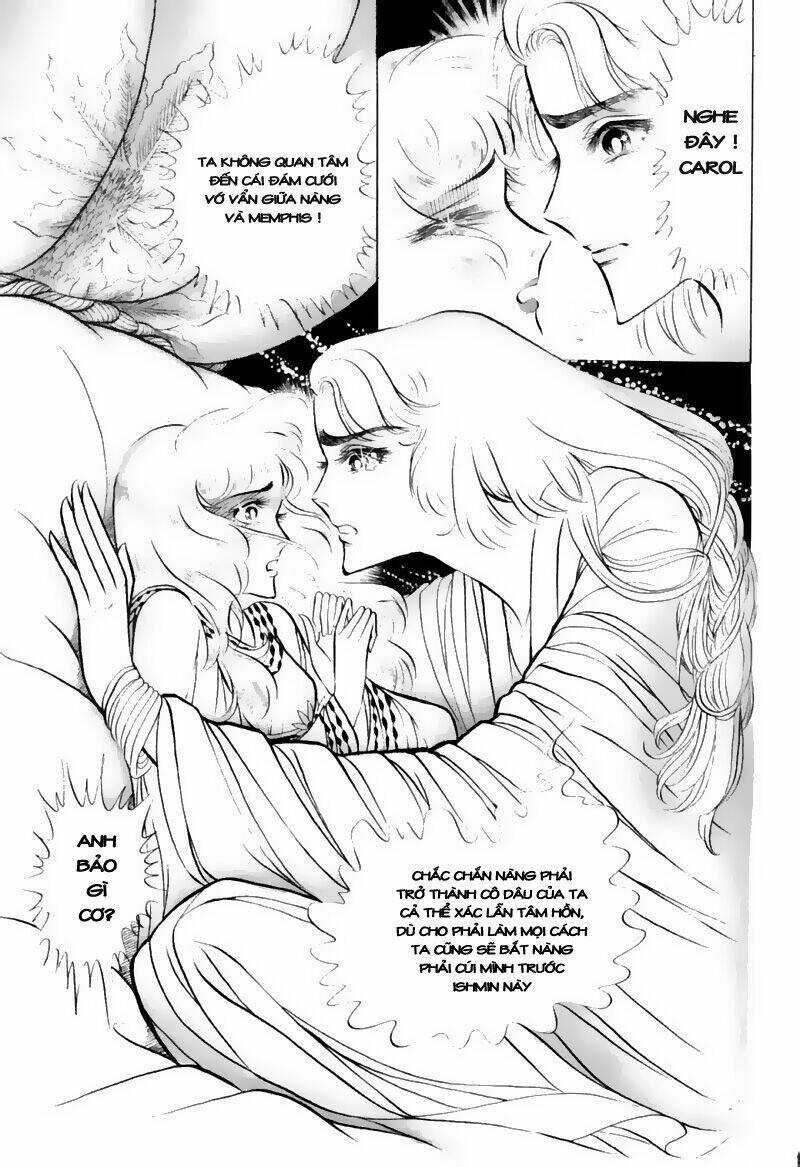 NGHE
ĐÂY !
CAROL
TA KHÔNG QUAN TÂM
ĐẾN CÁI ĐÁM CƯỚI
VỚ VẨN GIỮA NÀNG
VÀ MEMPHIS !
CHẮC CHẮN NÀNG PHẢI
TRỞ THÀNH CÔ DÂU CỦA TA
CẢ THỂ XÁC LẪN TÂM HỒN,
DÙ CHO PHẢI LÀM MỌI CÁCH
TA CŨNG SẼ BẮT NÀNG
PHẢI CÚI MÌNH TRƯỚC
ISHMIN NÀY
ANH
BẢO
GÌ
CƠ?